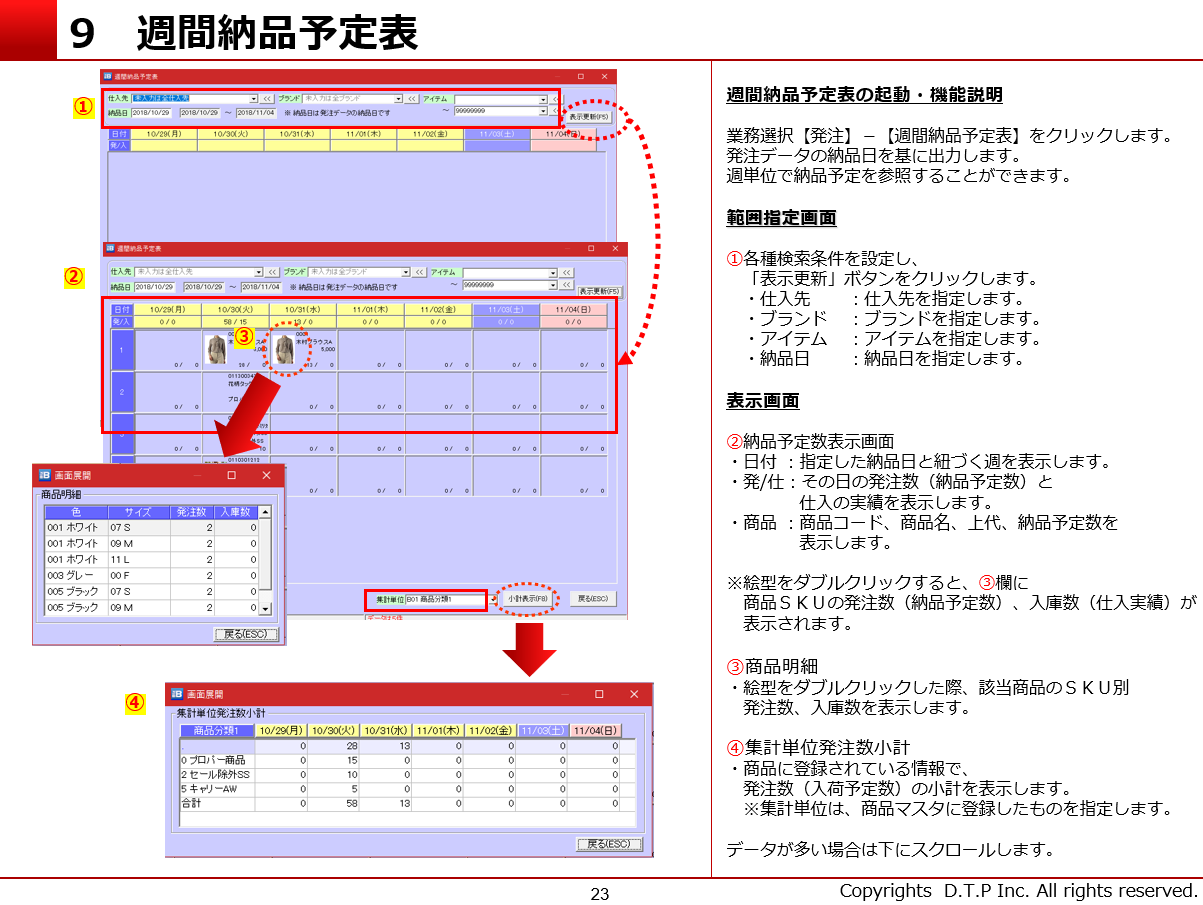 9 週間納品予定表
①
週間納品予定表
仕入先 未入力は全仕入先 << ブランド 未入力は全ブランド << アイテム <<
納品日 2018/10/29 2018/10/29 ～ 2018/11/04 ※ 納品日は発注データの納品日です ～ 99999999 <<
表示更新(F5)
日付 10/29(月) 10/30(火) 10/31(水) 11/01(木) 11/02(金) 11/03(土) 11/04(日)
発/入
②
週間納品予定表
仕入先 未入力は全仕入先 << ブランド 未入力は全ブランド << アイテム <<
納品日 2018/10/29 2018/10/29 ～ 2018/11/04 ※ 納品日は発注データの納品日です ～ 99999999 <<
表示更新(F5)
日付 10/29(月) 10/30(火) 10/31(水) 11/01(木) 11/02(金) 11/03(土) 11/04(日)
発/入 0 / 0 58 / 15 13 / 0 0 / 0 0 / 0 0 / 0 0 / 0
③
1
木村ブラウスA
5,000
0 / 0 28 / 0 13 / 0 0 / 0 0 / 0 0 / 0 0 / 0
2
花柄タック
0 / 0 0 / 0 0 / 0 0 / 0 0 / 0 0 / 0
3
0 / 0 10 0 / 0 0 / 0 0 / 0 0 / 0 0 / 0
0110301213
0 / 0 0 / 0 0 / 0 0 / 0 0 / 0
集計単位 B01 商品分類1 小計表示(F8) 戻る(ESC)
データは5件
画面展開
商品明細
色 サイズ 発注数 入庫数
001 ホワイト 07 S 2 0
001 ホワイト 09 M 2 0
001 ホワイト 11 L 2 0
003 グレー 00 F 2 0
005 ブラック 07 S 2 0
005 ブラック 09 M 2 0
戻る(ESC)
④
画面展開
集計単位発注数小計
商品分類1 10/29(月) 10/30(火) 10/31(水) 11/01(木) 11/02(金) 11/03(土) 11/04(日)
. 0 28 13 0 0 0 0
0 プロパー商品 0 15 0 0 0 0 0
2 セール除外SS 0 10 0 0 0 0 0
5 キャリーAW 0 5 0 0 0 0 0
合計 0 58 13 0 0 0 0
戻る(ESC)
週間納品予定表の起動・機能説明
業務選択【発注】－【週間納品予定表】をクリックします。
発注データの納品日を基に出力します。
週単位で納品予定を参照することができます。
範囲指定画面
①各種検索条件を設定し、
「表示更新」ボタンをクリックします。
・仕入先 ：仕入先を指定します。
・ブランド ：ブランドを指定します。
・アイテム ：アイテムを指定します。
・納品日 ：納品日を指定します。
表示画面
②納品予定数表示画面
・日付 ：指定した納品日と紐づく週を表示します。
・発/仕：その日の発注数（納品予定数）と
仕入の実績を表示します。
・商品 ：商品コード、商品名、上代、納品予定数を
表示します。
※絵型をダブルクリックすると、③欄に
商品ＳＫＵの発注数（納品予定数）、入庫数（仕入実績）が
表示されます。
③商品明細
・絵型をダブルクリックした際、該当商品のＳＫＵ別
発注数、入庫数を表示します。
④集計単位発注数小計
・商品に登録されている情報で、
発注数（入荷予定数）の小計を表示します。
※集計単位は、商品マスタに登録したものを指定します。
データが多い場合は下にスクロールします。
23
Copyrights D.T.P Inc. All rights reserved.